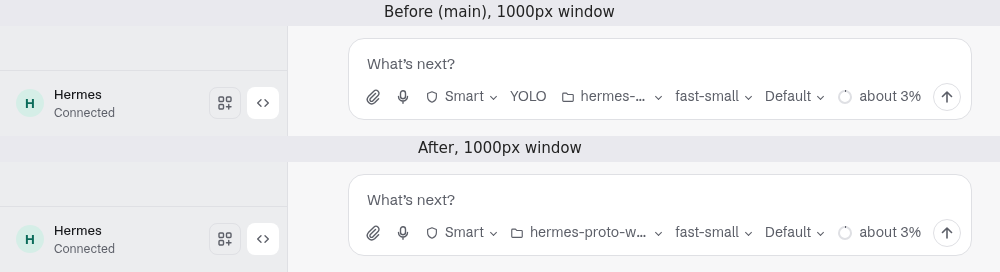 Before (main), 1000px window
What's next?
H Hermes
Connected
Smart YOLO hermes-... fast-small Default about 3%
After, 1000px window
What's next?
H Hermes
Connected
Smart hermes-proto-w... fast-small Default about 3%